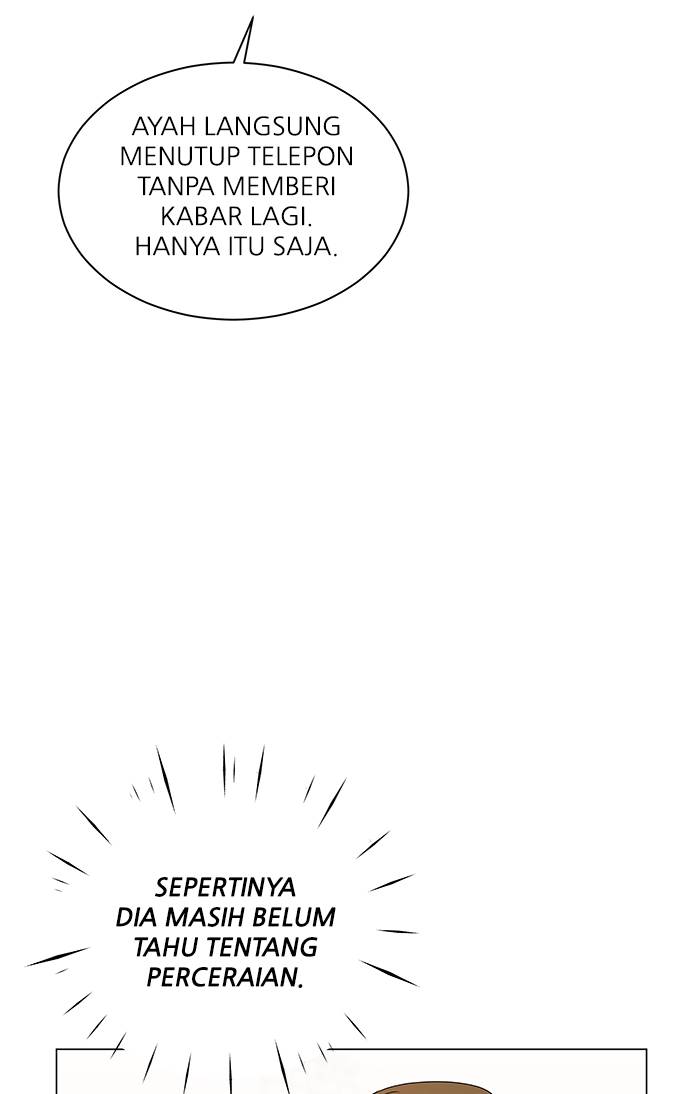 AYAH LANGSUNG
MENUTUP TELEPON
TANPA MEMBERI
KABAR LAGI.
HANYA ITU SAJA.
SEPERTINYA
DIA MASIH BELUM
TAHU TENTANG
PERCERAIAN.